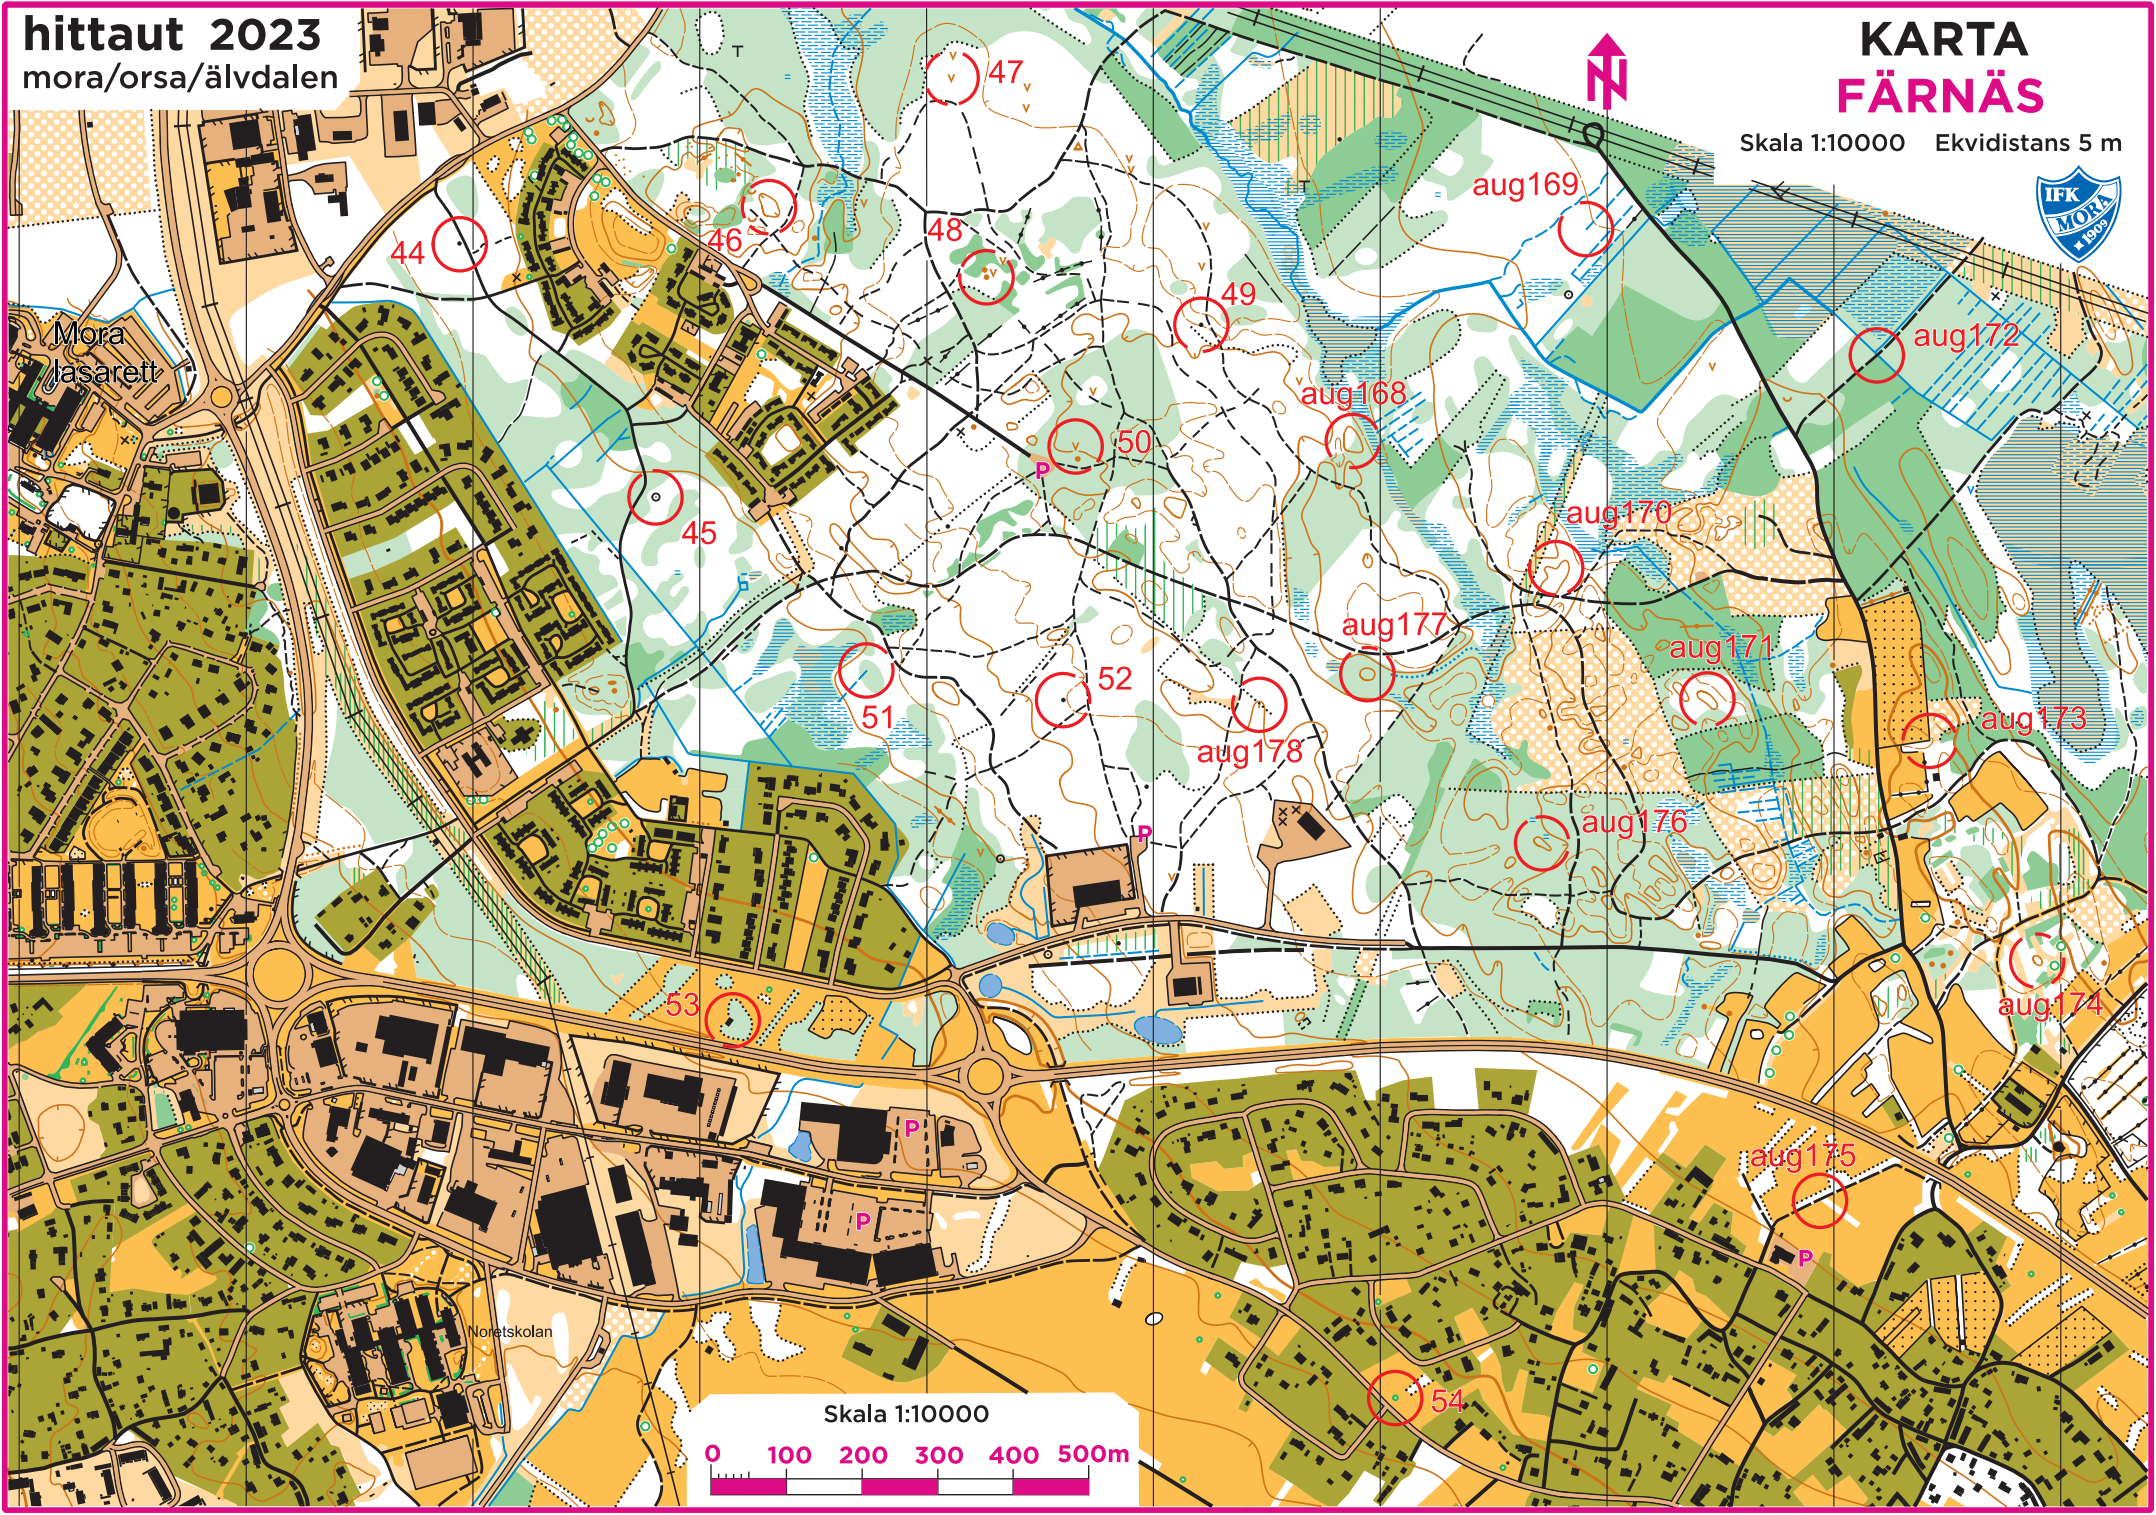 hittaut 2023
mora/orsa/älvdalen
KARTA
FÄRNÄS
Skala 1:10000 Ekvidistans 5 m
IFK
MORA
1909
N
47
aug169
46
48
44
49
Mora
lasarett
aug172
aug168
50
P
45
aug170
aug177
aug171
52
51
aug173
aug178
aug176
P
53
aug174
P
aug175
P
P
Noretskolan
54
Skala 1:10000
0 100 200 300 400 500m